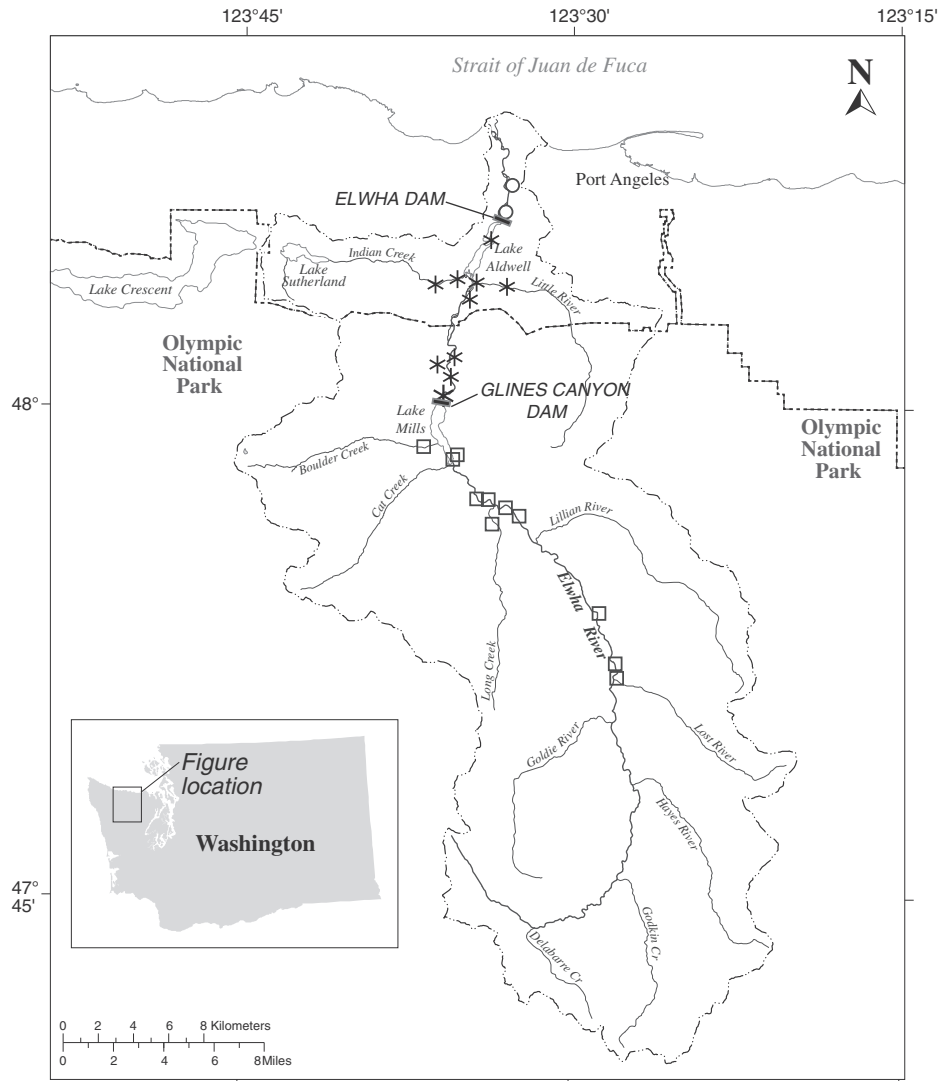 123°45'
123°30'
123°15'
Strait of Juan de Fuca
N
Port Angeles
ELWHA DAM
Indian Creek
Lake
Aldwell
Lake
Sutherland
Little River
Lake Crescent
Olympic
National
Park
GLINES CANYON
DAM
48°
Lake
Mills
Olympic
National
Park
Boulder Creek
Cat Creek
Lillian River
Elwha
River
Long Creek
Goldie River
Lost River
Figure
location
Hayes River
Washington
47°
45'
Godkin Cr
Delabarre Cr
0 2 4 6 8 Kilometers
0 2 4 6 8Miles